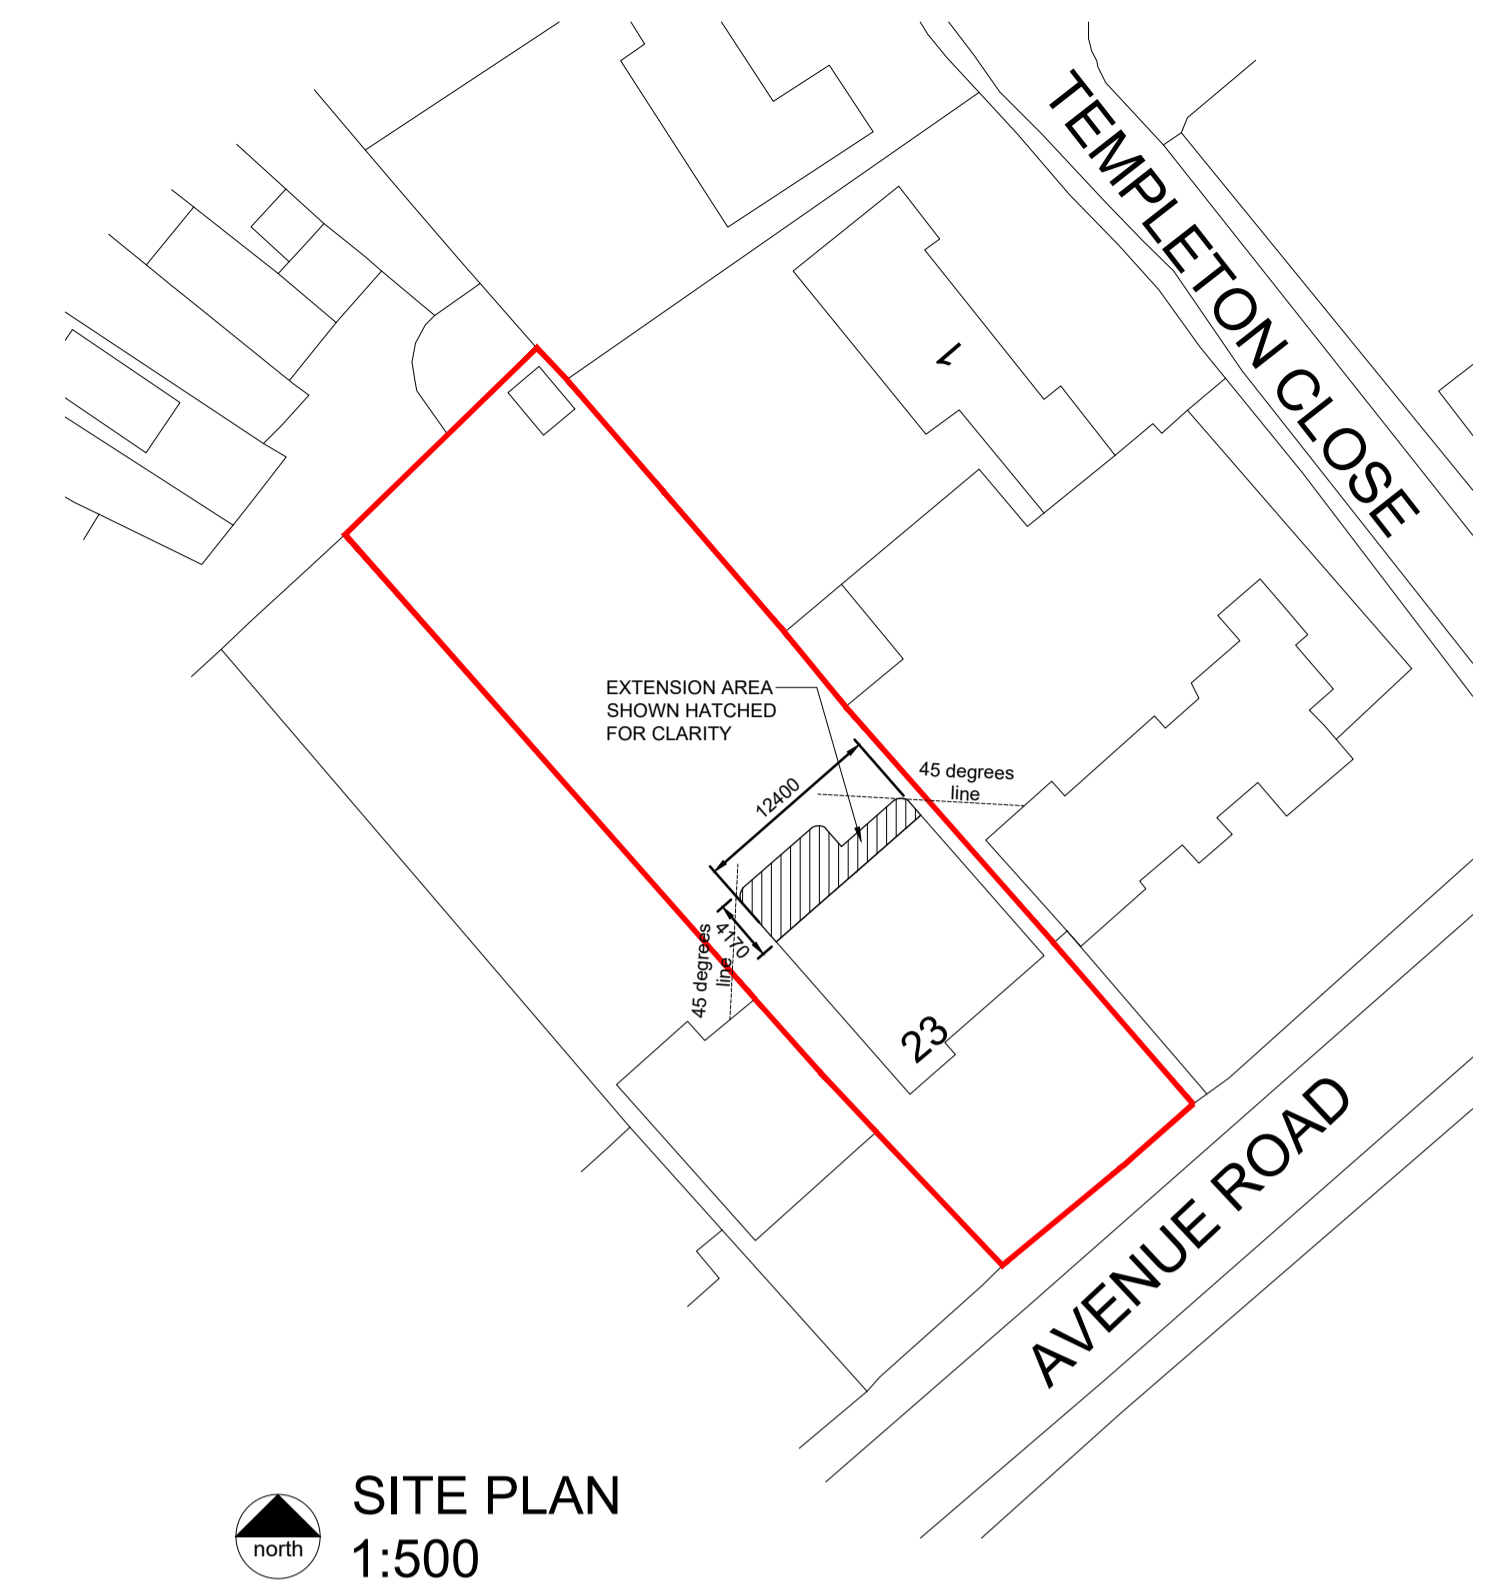 TEMPLETON CLOSE
1
EXTENSION AREA
SHOWN HATCHED
FOR CLARITY
45 degrees
line
12400
4170
45 degrees
line
23
AVENUE ROAD
SITE PLAN
north
1:500